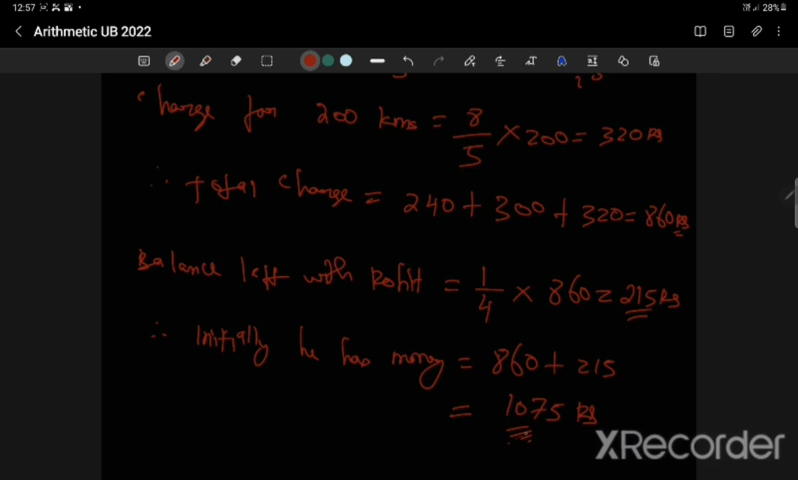 12:57 28%
Arithmetic UB 2022
Charge for 200 kms = 8/5 × 200 = 320 Rs
∴ Total Charge = 240 + 300 + 320 = 860 Rs
Balance left with Rohit = 1/4 × 860 = 215 Rs
∴ Initially he has money = 860 + 215
= 1075 Rs
XRecorder